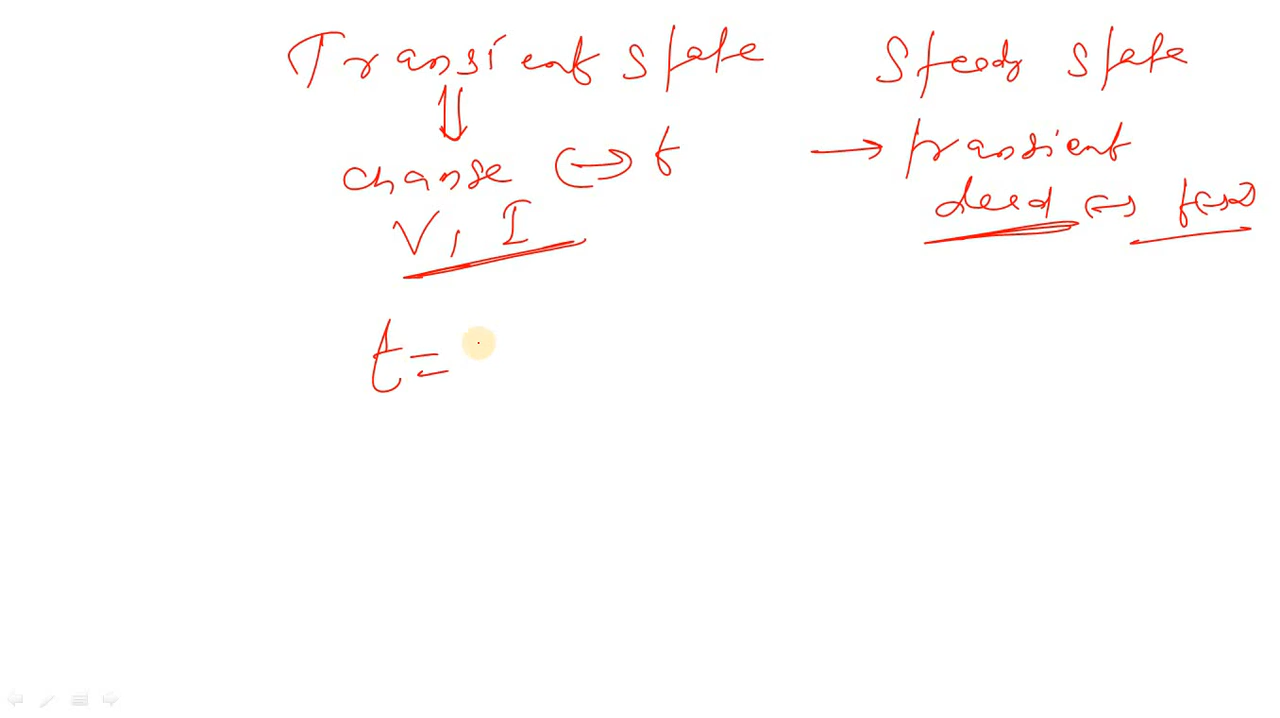 Transient state
⇓
change ↔ t
V, I
t =
Steady state
→ transient
dead ↔ t=∞